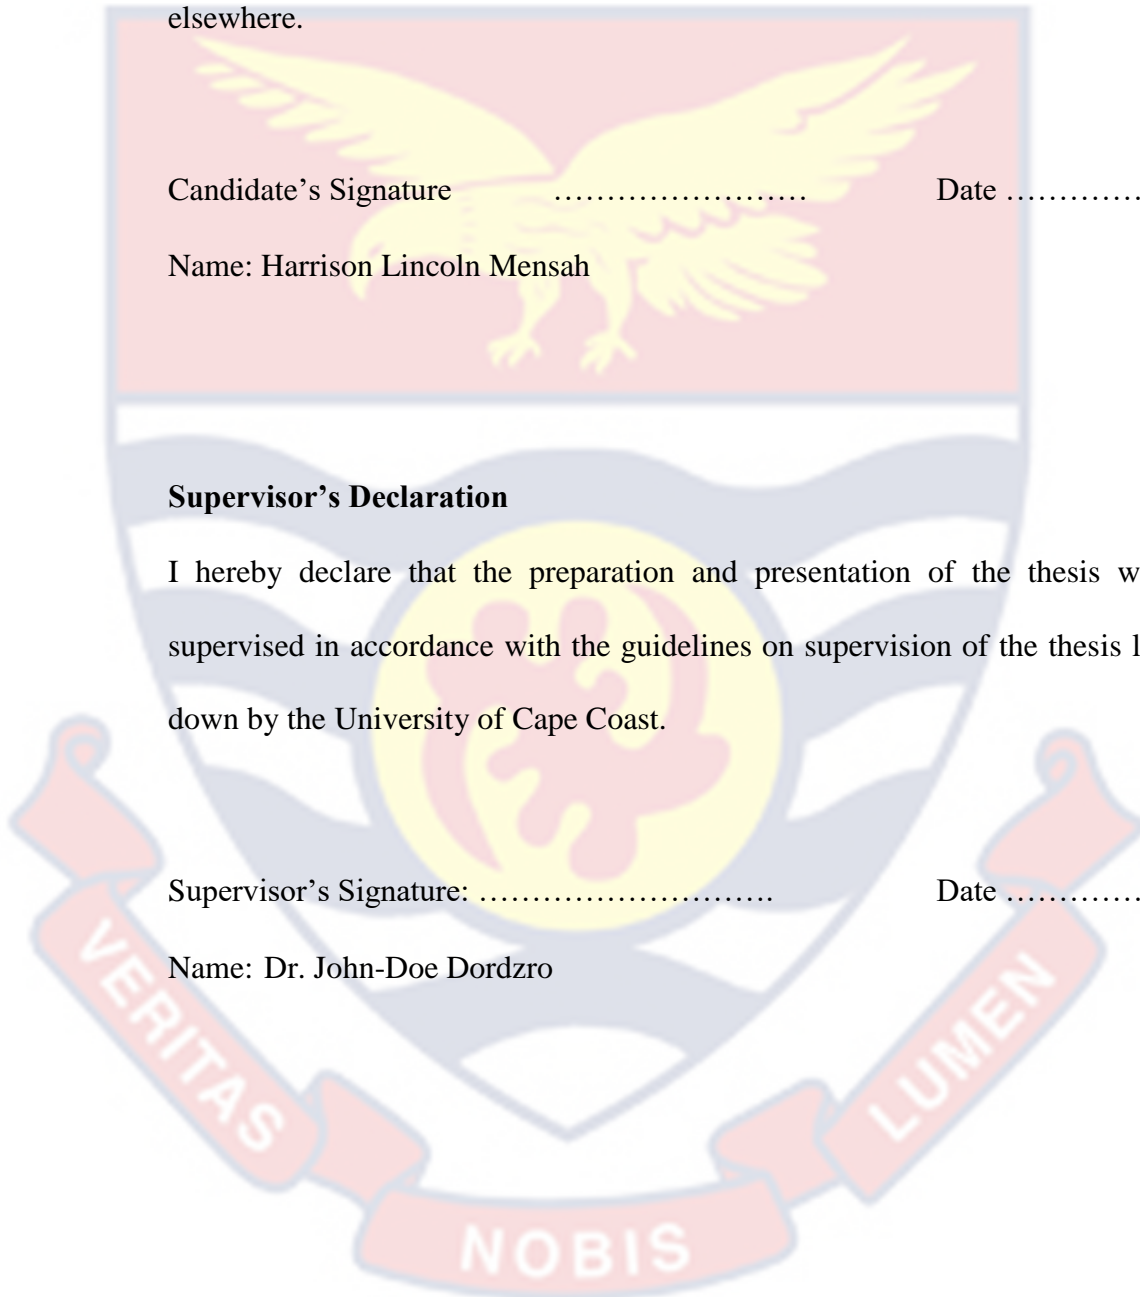 elsewhere.
Candidate’s Signature …………………… Date ………….
Name: Harrison Lincoln Mensah
Supervisor’s Declaration
I hereby declare that the preparation and presentation of the thesis w
supervised in accordance with the guidelines on supervision of the thesis l
down by the University of Cape Coast.
Supervisor’s Signature: ………………………. Date ………….
Name: Dr. John-Doe Dordzro
VERITAS
NOBIS
LUMEN